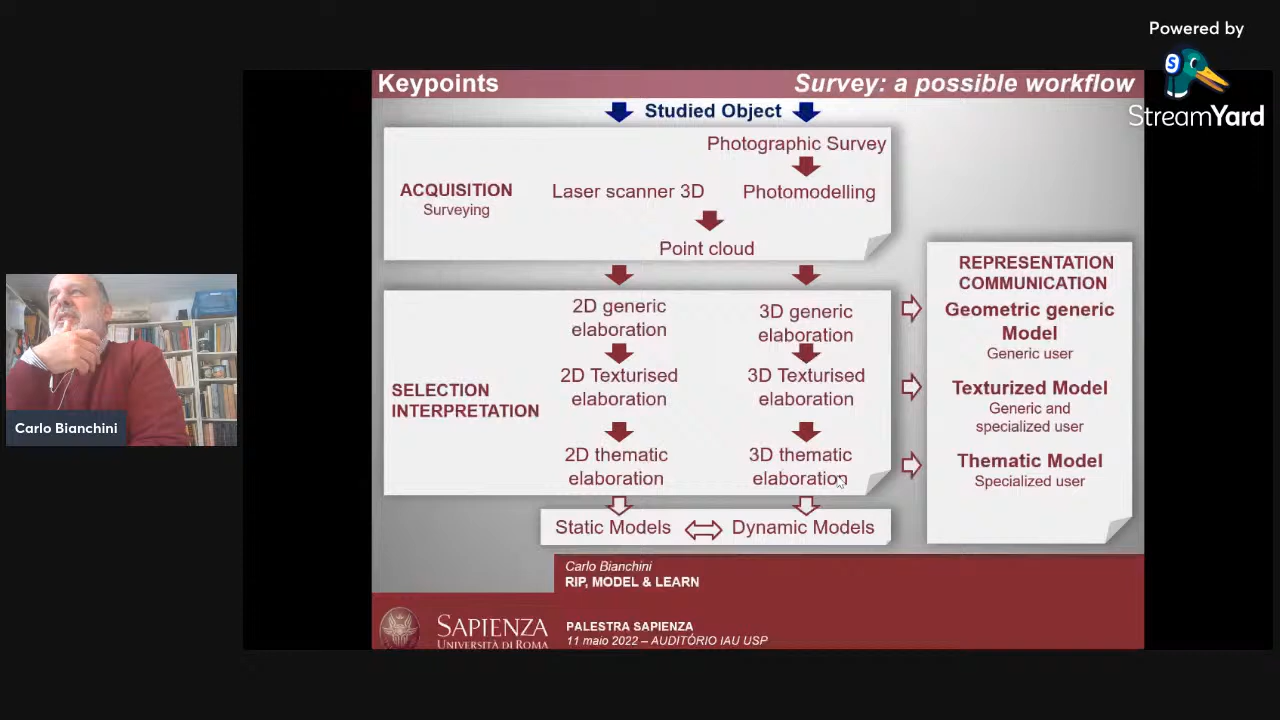 Powered by
S
StreamYard
Keypoints
Survey: a possible workflow
Studied Object
Photographic Survey
ACQUISITION
Surveying
Laser scanner 3D
Photomodelling
Point cloud
SELECTION
INTERPRETATION
2D generic
elaboration
3D generic
elaboration
2D Texturised
elaboration
3D Texturised
elaboration
2D thematic
elaboration
3D thematic
elaboration
Static Models
Dynamic Models
REPRESENTATION
COMMUNICATION
Geometric generic
Model
Generic user
Texturized Model
Generic and
specialized user
Thematic Model
Specialized user
Carlo Bianchini
Carlo Bianchini
RIP, MODEL & LEARN
SAPIENZA
UNIVERSITÀ DI ROMA
PALESTRA SAPIENZA
11 maio 2022 – AUDITÓRIO IAU USP